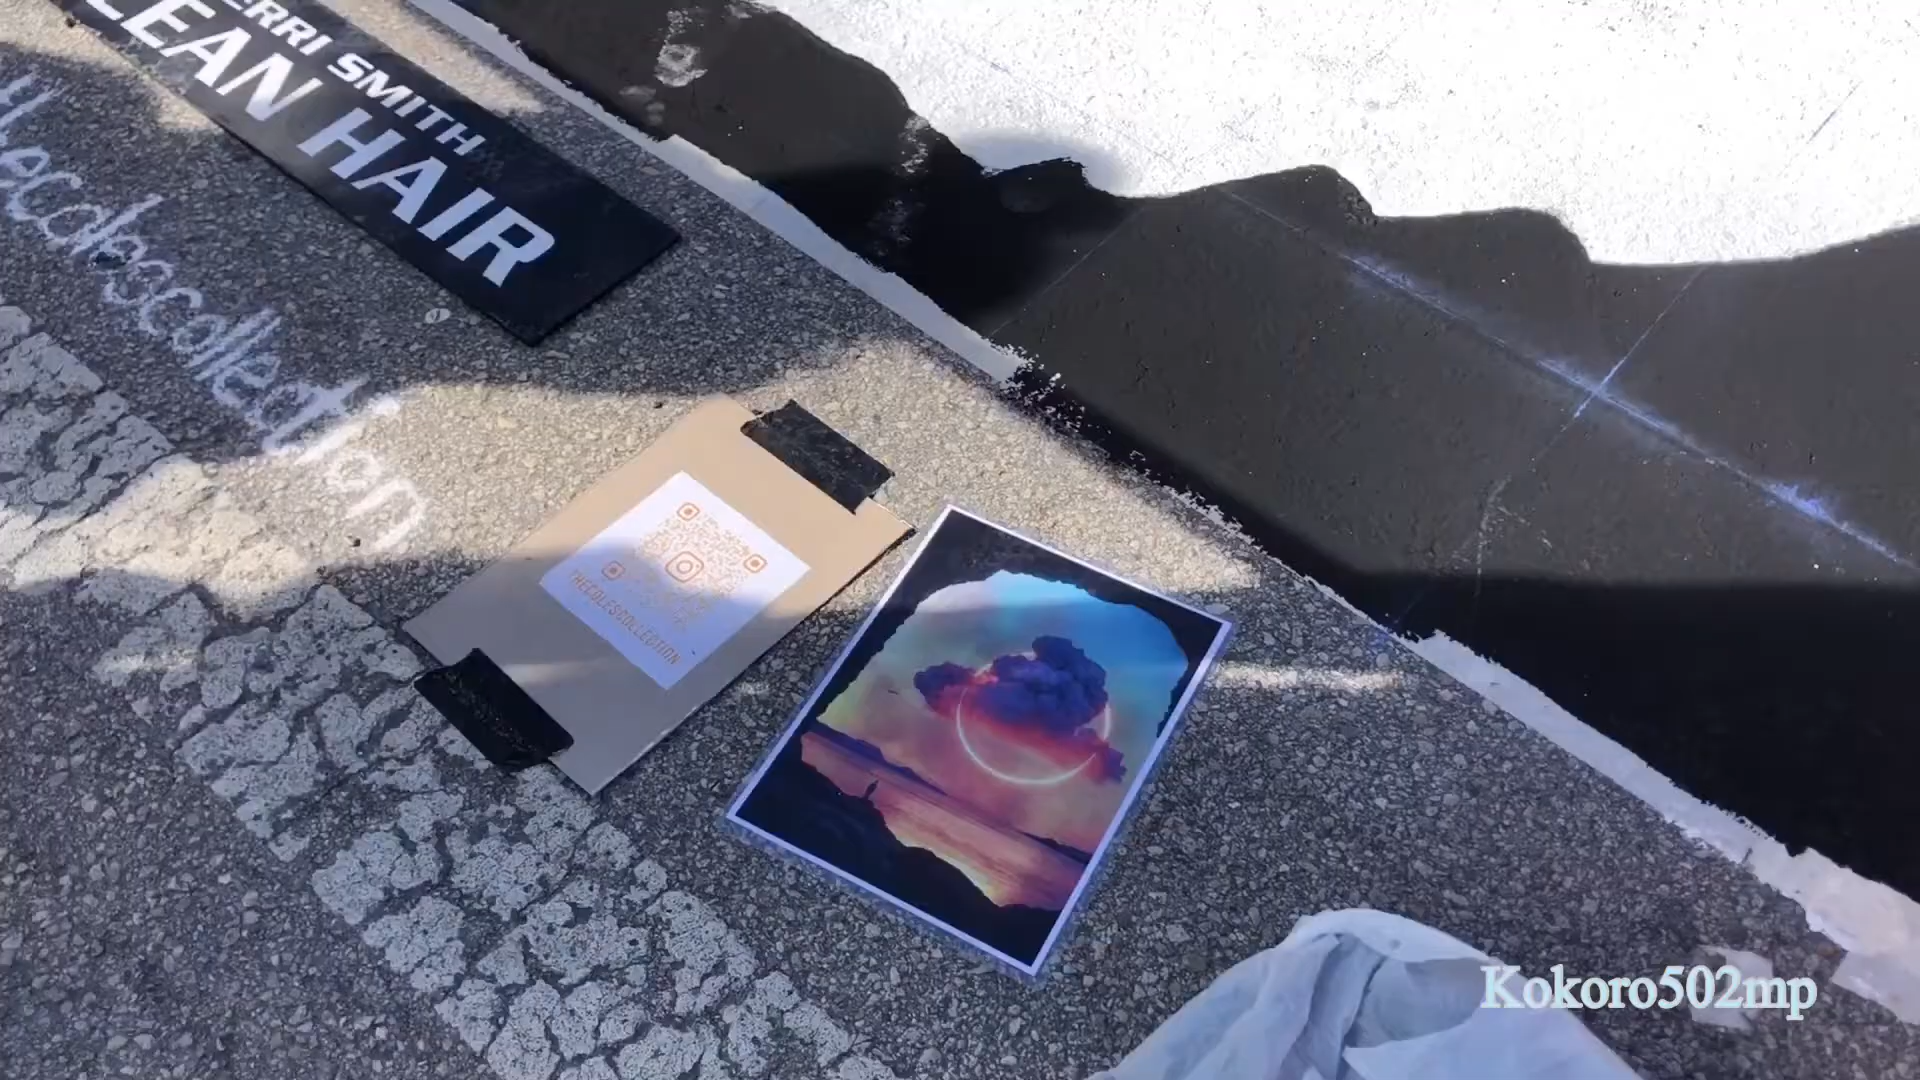 ERRI SMITH
LEAN HAIR
thecolescollection
THECOLESCOLLECTION
Kokoro502mp